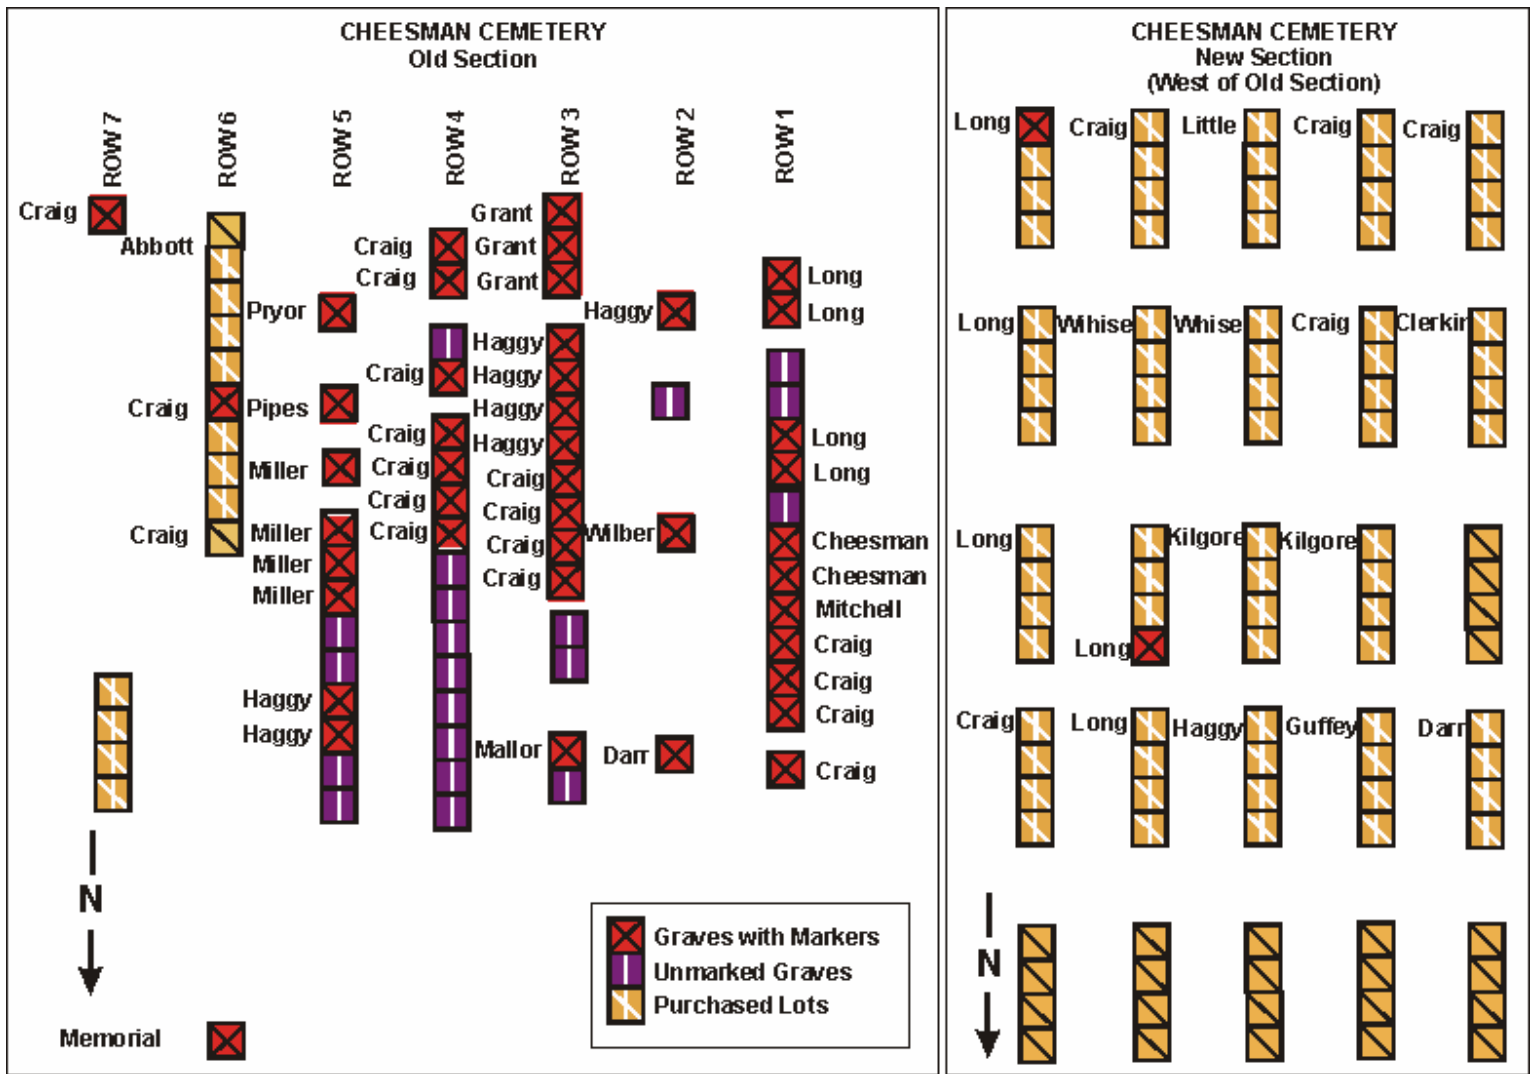 CHEESMAN CEMETERY
Old Section
ROW 7
ROW 6
ROW 5
ROW 4
ROW 3
ROW 2
ROW 1
Craig
Abbott
Craig
Craig
Pryor
Pipes
Miller
Miller
Miller
Miller
Haggy
Haggy
Craig
Craig
Craig
Craig
Craig
Craig
Craig
Grant
Grant
Grant
Haggy
Haggy
Haggy
Haggy
Craig
Craig
Craig
Craig
Mallor
Haggy
Wilber
Darr
Long
Long
Long
Long
Cheesman
Cheesman
Mitchell
Craig
Craig
Craig
Craig
N
Memorial
Graves with Markers
Unmarked Graves
Purchased Lots
CHEESMAN CEMETERY
New Section
(West of Old Section)
Long Craig Little Craig Craig
Long Wihise Whise Craig Clerkin
Long Kilgore Kilgore
Long
Craig Long Haggy Guffey Darr
N